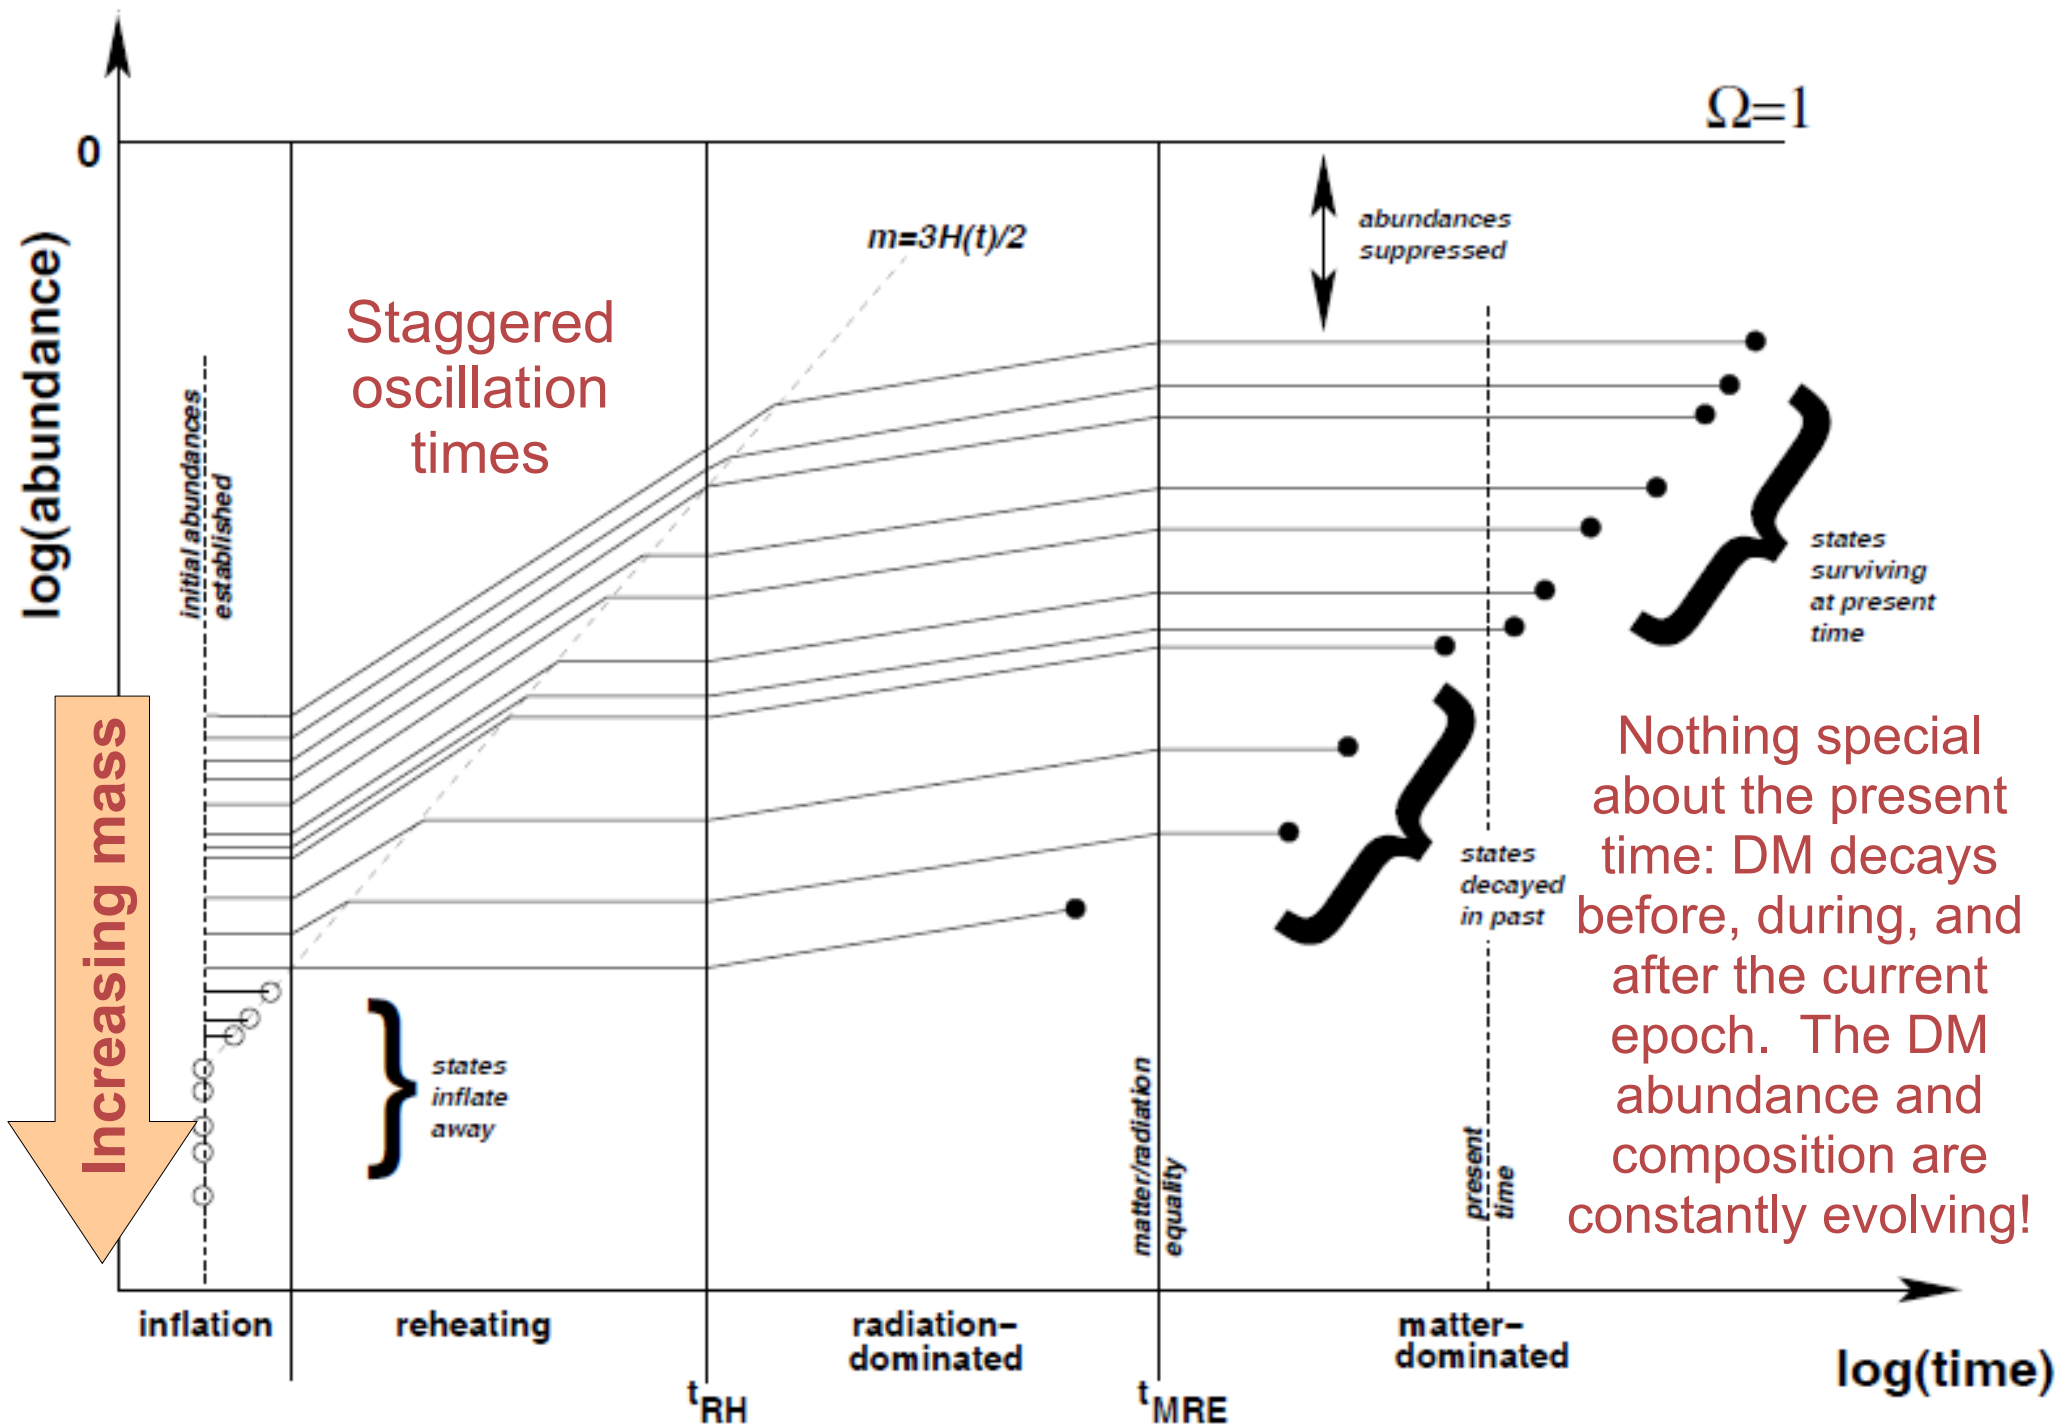 Ω=1
0
log(abundance)
m=3H(t)/2
abundances
suppressed
Staggered
oscillation
times
initial abundances
established
states
surviving
at present
time
Increasing mass
Nothing special
about the present
time: DM decays
before, during, and
after the current
epoch.  The DM
abundance and
composition are
constantly evolving!
states
decayed
in past
states
inflate
away
matter/radiation
equality
present
time
inflation
reheating
radiation–
dominated
matter–
dominated
log(time)
tRH
tMRE